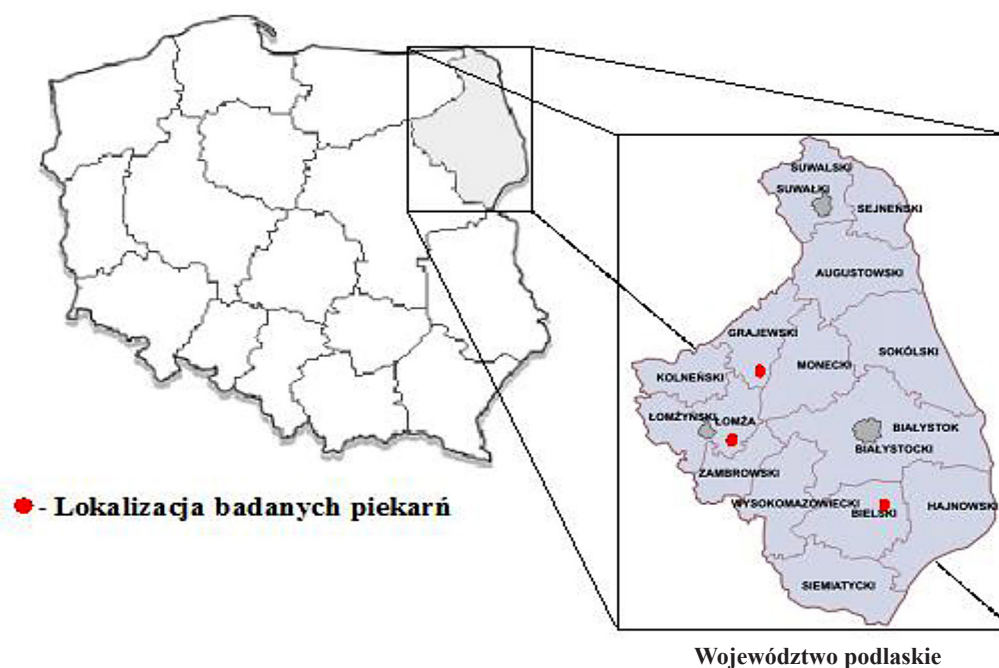 SUWALSKI
SUWAŁKI
SEJNEŃSKI
AUGUSTOWSKI
GRAJEWSKI
MONECKI
SOKÓLSKI
KOLNEŃSKI
ŁOMŻYŃSKI
ŁOMŻA
BIAŁYSTOK
BIAŁYSTOCKI
ZAMBROWSKI
WYSOKOMAZOWIECKI
BIELSKI
HAJNOWSKI
SIEMIATYCKI
- Lokalizacja badanych piekarń
Województwo podlaskie